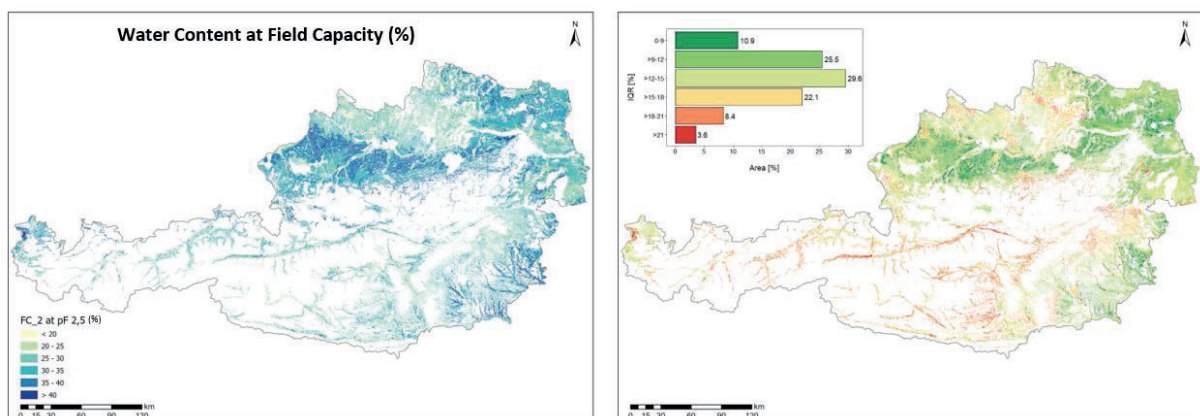 Water Content at Field Capacity (%)
N
FC_2 at pF 2,5 (%)
< 20
20 - 25
25 - 30
30 - 35
35 - 40
> 40
km
0 15 30 60 90 120
N
IQR [%]
0-9 10.9
>9-12 25.5
>12-15 29.6
>15-18 22.1
>18-21 8.4
>21 3.6
0 5 10 15 20 25 30
Area [%]
km
0 15 30 60 90 120